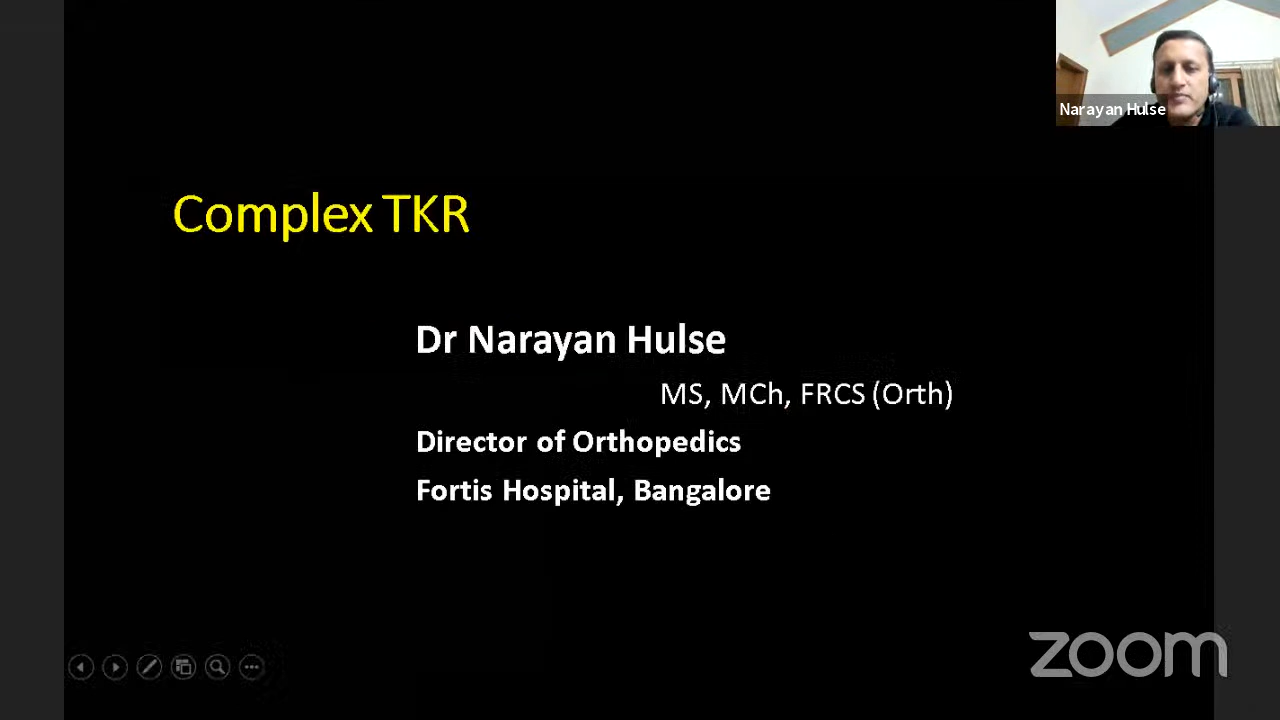 Narayan Hulse
Complex TKR
Dr Narayan Hulse
MS, MCh, FRCS (Orth)
Director of Orthopedics
Fortis Hospital, Bangalore
zoom